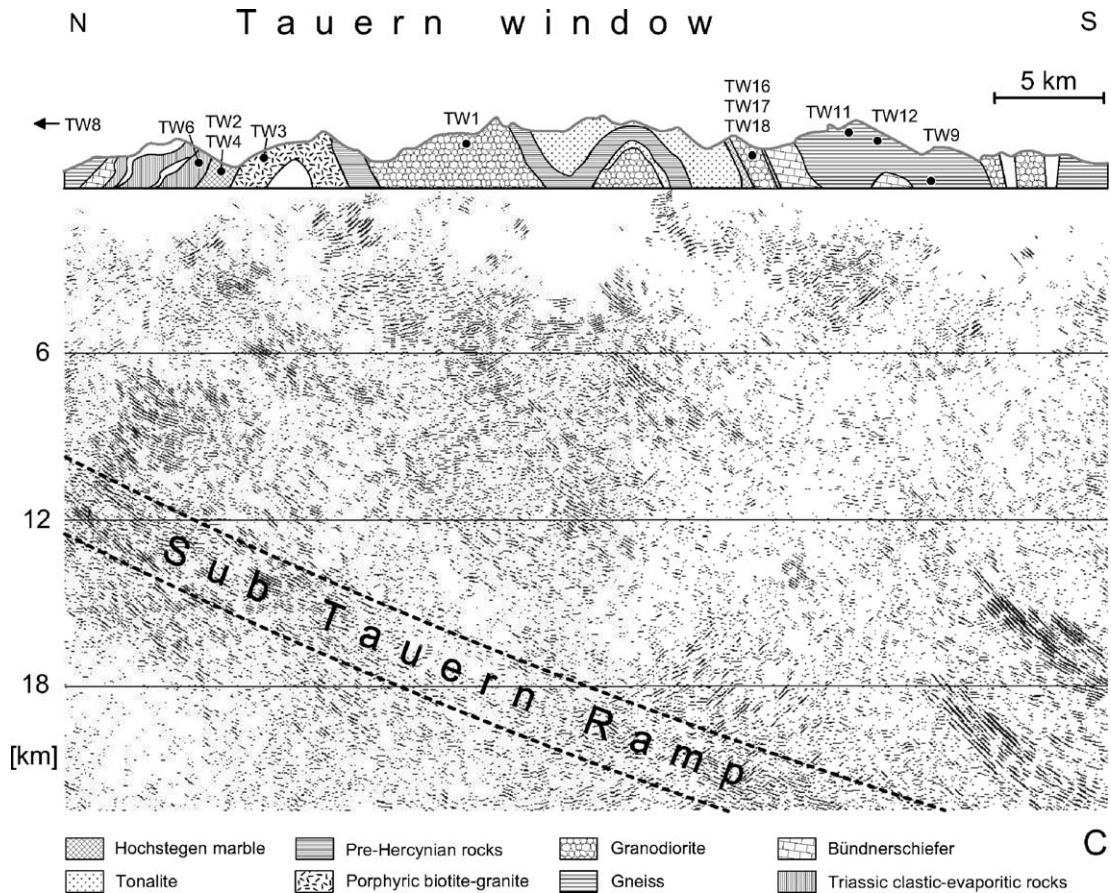 N Tauern window S
5 km
TW8
TW6
TW2
TW4
TW3
TW1
TW16
TW17
TW18
TW11
TW12
TW9
6
12
18
[km]
Sub Tauern Ramp
C
Hochstegen marble Pre-Hercynian rocks Granodiorite Bündnerschiefer
Tonalite Porphyric biotite-granite Gneiss Triassic clastic-evaporitic rocks